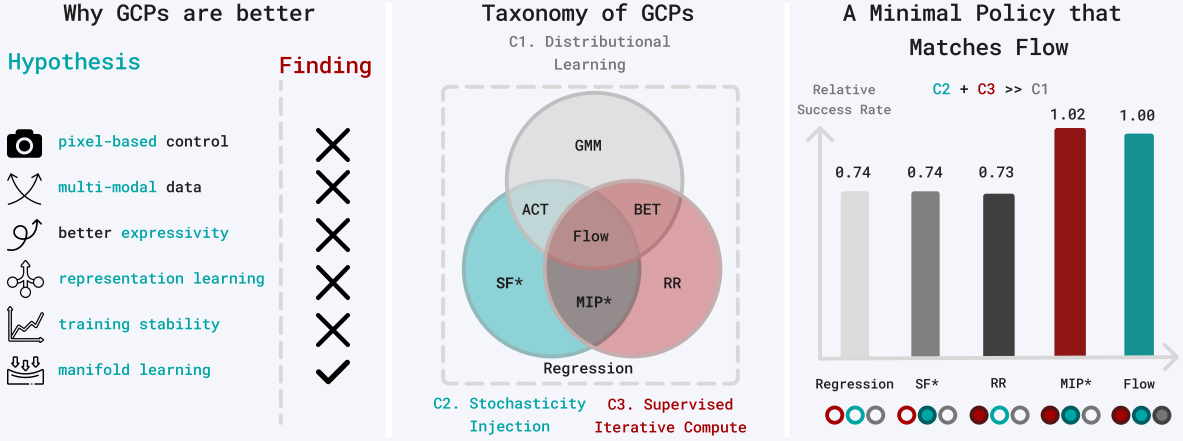 Why GCPs are better
Hypothesis
Finding
pixel-based control
multi-modal data
better expressivity
representation learning
training stability
manifold learning
Taxonomy of GCPs
C1. Distributional
Learning
GMM
ACT
BET
Flow
SF*
RR
MIP*
Regression
C2. Stochasticity
Injection
C3. Supervised
Iterative Compute
A Minimal Policy that
Matches Flow
Relative
Success Rate
C2 + C3 >> C1
0.74
0.74
0.73
1.02
1.00
Regression
SF*
RR
MIP*
Flow